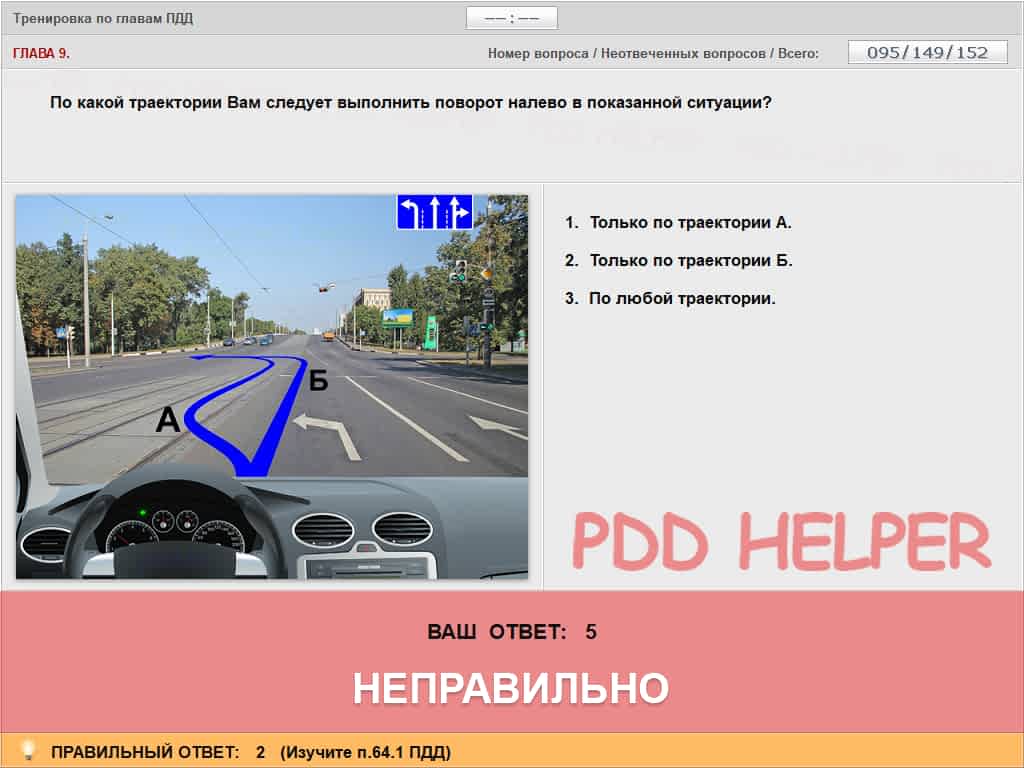 Тренировка по главам ПДД
—— : ——
ГЛАВА 9.
Номер вопроса / Неотвеченных вопросов / Всего:
095/149/152
По какой траектории Вам следует выполнить поворот налево в показанной ситуации?
А
Б
1. Только по траектории А.
2. Только по траектории Б.
3. По любой траектории.
PDD HELPER
ВАШ ОТВЕТ: 5
НЕПРАВИЛЬНО
ПРАВИЛЬНЫЙ ОТВЕТ: 2 (Изучите п.64.1 ПДД)